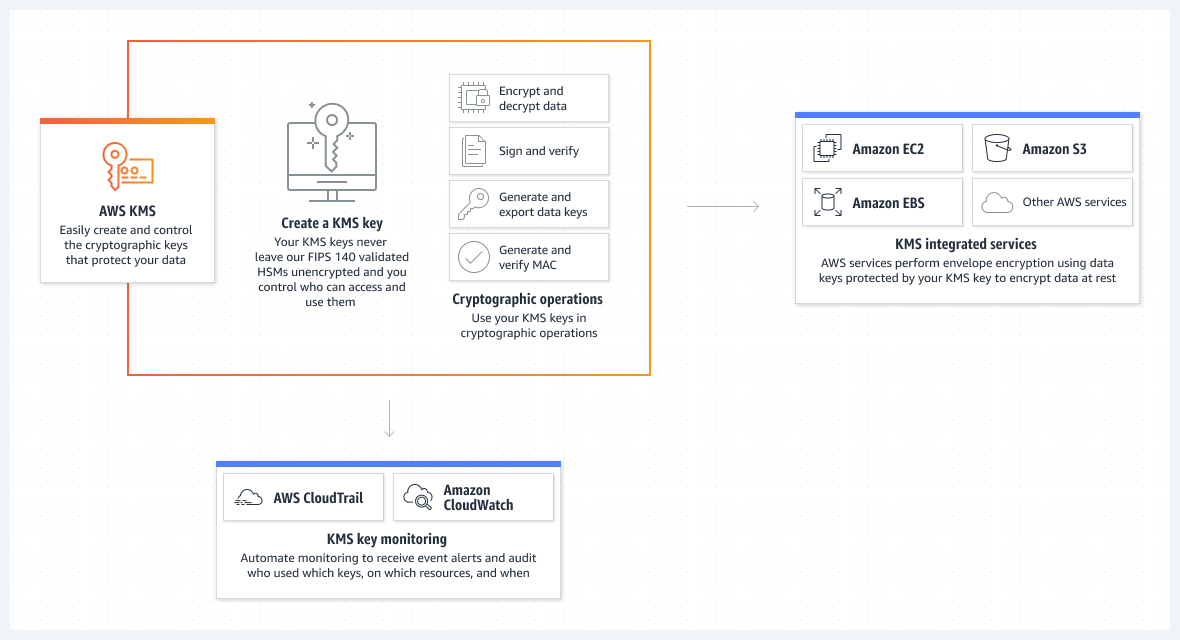 AWS KMS
Easily create and control
the cryptographic keys
that protect your data
Create a KMS key
Your KMS keys never
leave our FIPS 140 validated
HSMs unencrypted and you
control who can access and
use them
Encrypt and
decrypt data
Sign and verify
Generate and
export data keys
Generate and
verify MAC
Cryptographic operations
Use your KMS keys in
cryptographic operations
Amazon EC2
Amazon S3
Amazon EBS
Other AWS services
KMS integrated services
AWS services perform envelope encryption using data
keys protected by your KMS key to encrypt data at rest
AWS CloudTrail
Amazon
CloudWatch
KMS key monitoring
Automate monitoring to receive event alerts and audit
who used which keys, on which resources, and when